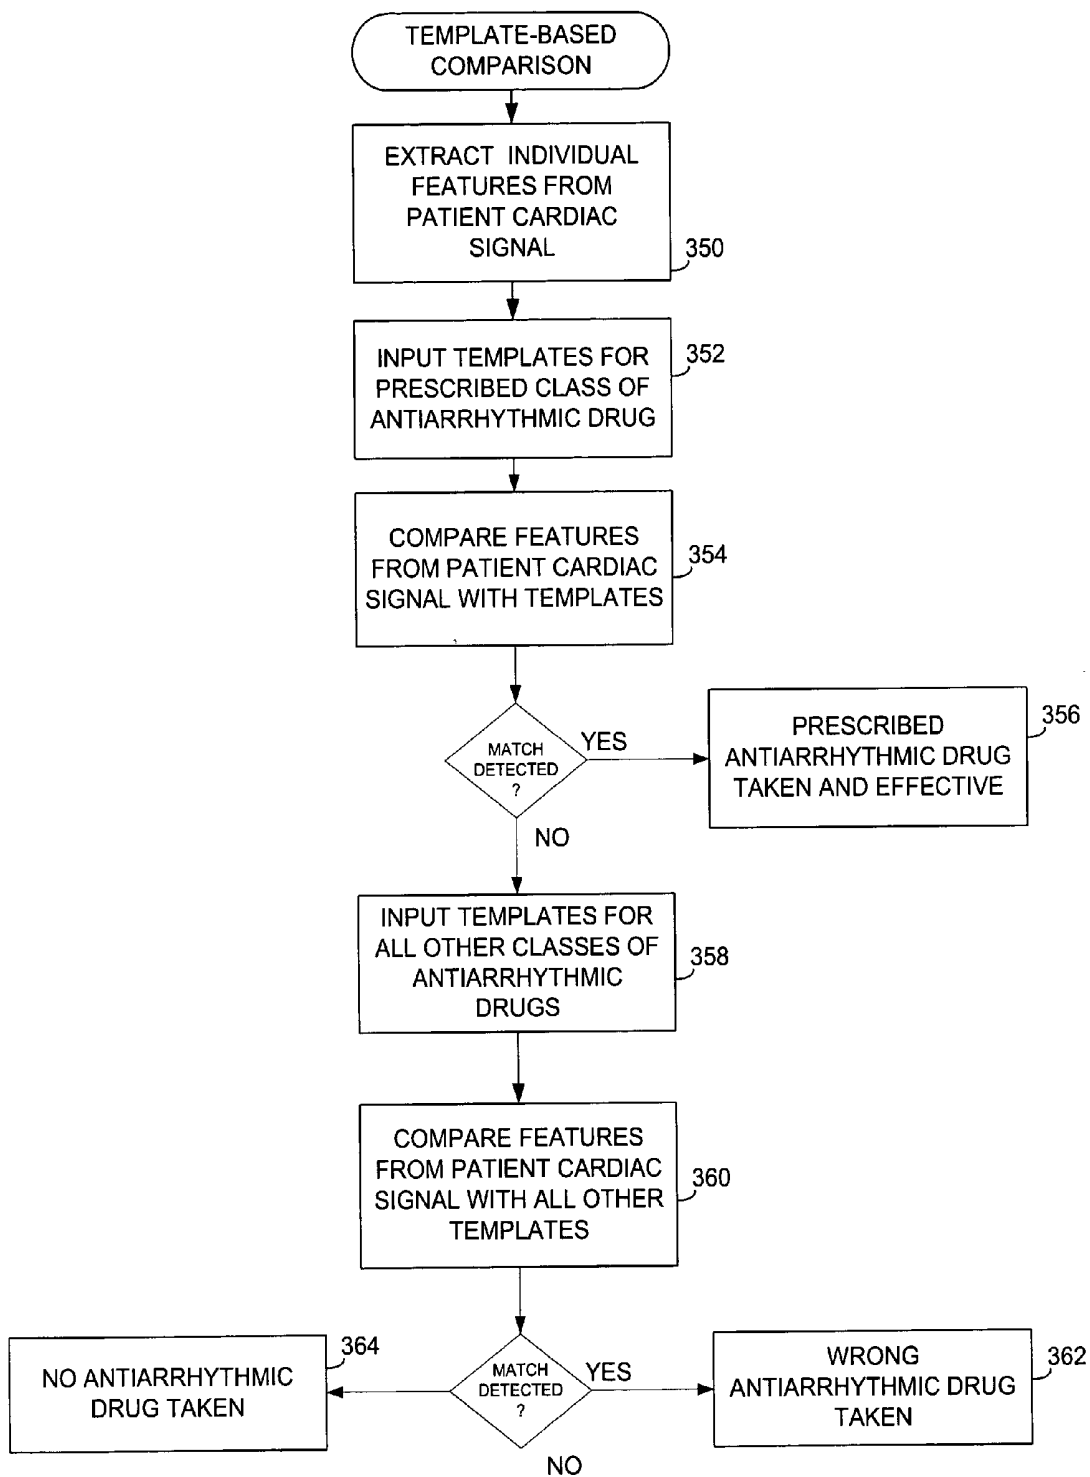 TEMPLATE-BASED
COMPARISON
EXTRACT INDIVIDUAL
FEATURES FROM
PATIENT CARDIAC
SIGNAL
350
INPUT TEMPLATES FOR
PRESCRIBED CLASS OF
ANTIARRHYTHMIC DRUG
352
COMPARE FEATURES
FROM PATIENT CARDIAC
SIGNAL WITH TEMPLATES
354
MATCH
DETECTED
?
YES
PRESCRIBED
ANTIARRHYTHMIC DRUG
TAKEN AND EFFECTIVE
356
NO
INPUT TEMPLATES FOR
ALL OTHER CLASSES OF
ANTIARRHYTHMIC
DRUGS
358
COMPARE FEATURES
FROM PATIENT CARDIAC
SIGNAL WITH ALL OTHER
TEMPLATES
360
NO ANTIARRHYTHMIC
DRUG TAKEN
364
MATCH
DETECTED
?
YES
WRONG
ANTIARRHYTHMIC DRUG
TAKEN
362
NO